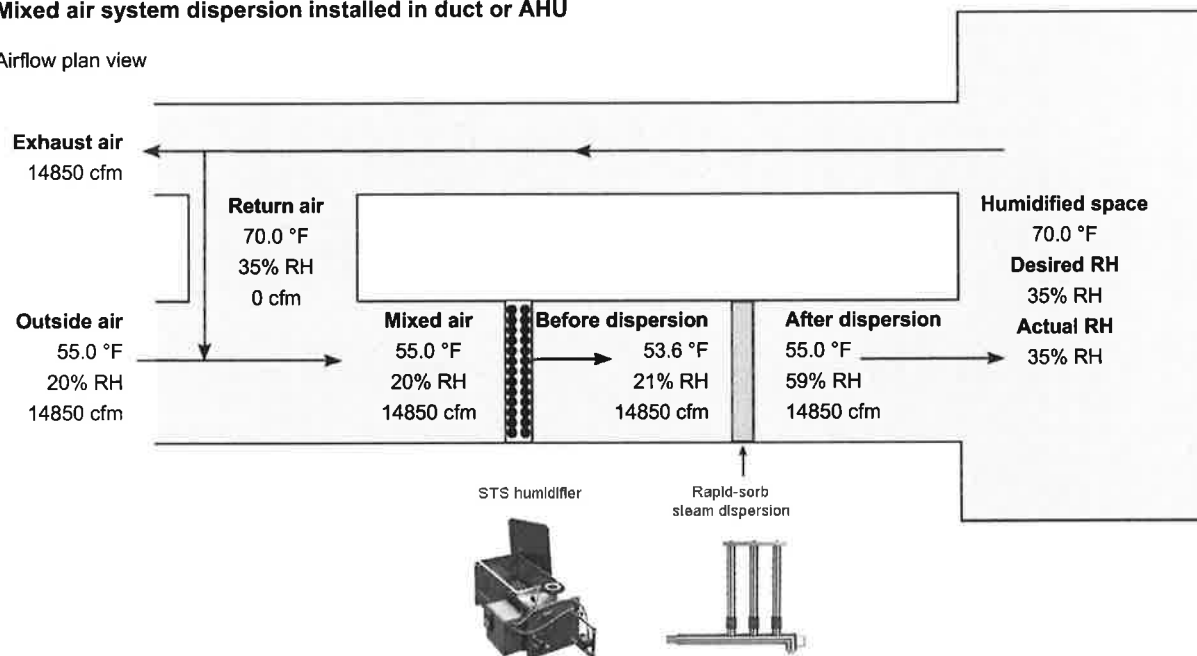 Mixed air system dispersion installed in duct or AHU
Airflow plan view
Exhaust air
14850 cfm
Return air
70.0 °F
35% RH
0 cfm
Humidified space
70.0 °F
Desired RH
35% RH
Actual RH
35% RH
Outside air
55.0 °F
20% RH
14850 cfm
Mixed air
55.0 °F
20% RH
14850 cfm
Before dispersion
53.6 °F
21% RH
14850 cfm
After dispersion
55.0 °F
59% RH
14850 cfm
STS humidifier
Rapid-sorb
steam dispersion